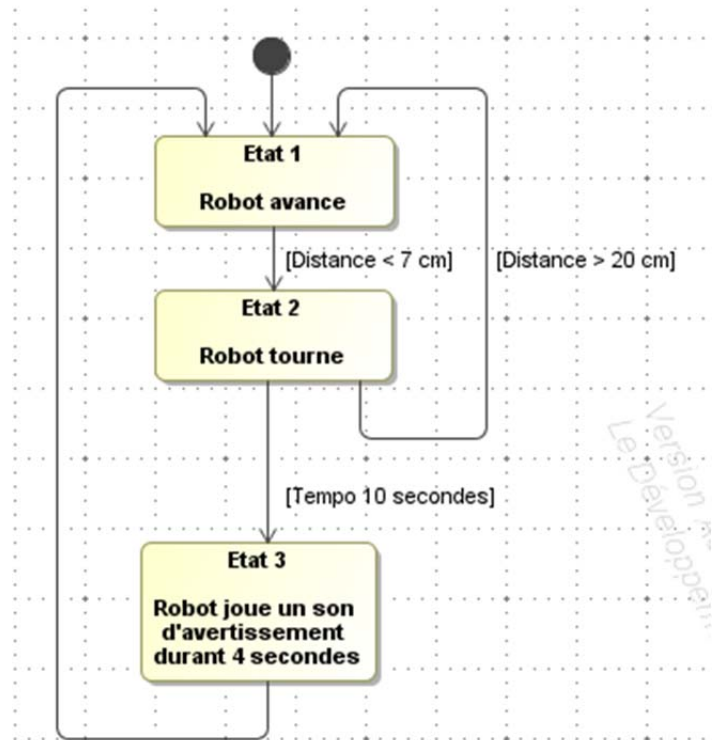 Etat 1
Robot avance
[Distance < 7 cm]
[Distance > 20 cm]
Etat 2
Robot tourne
[Tempo 10 secondes]
Etat 3
Robot joue un son
d'avertissement
durant 4 secondes
Version
Le